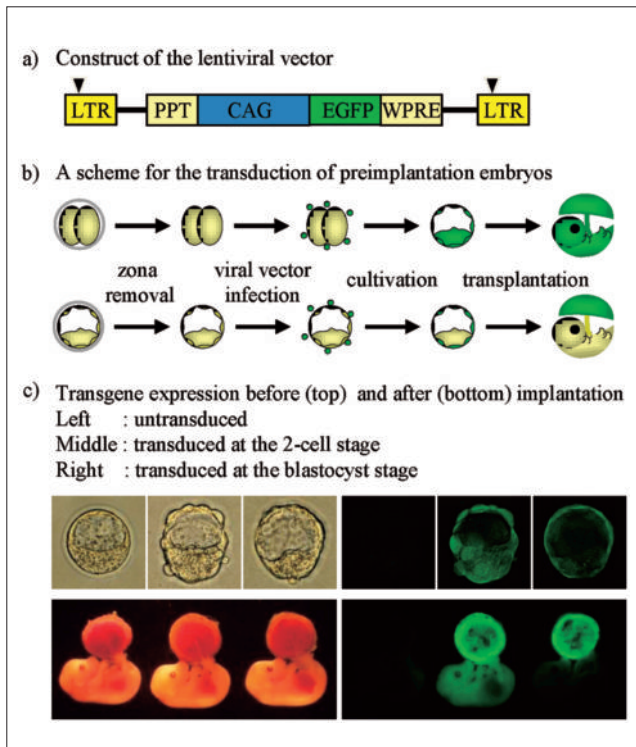 a) Construct of the lentiviral vector
LTR PPT CAG EGFP WPRE LTR
b) A scheme for the transduction of preimplantation embryos
zona removal viral vector infection cultivation transplantation
c) Transgene expression before (top) and after (bottom) implantation
Left : untransduced
Middle : transduced at the 2-cell stage
Right : transduced at the blastocyst stage